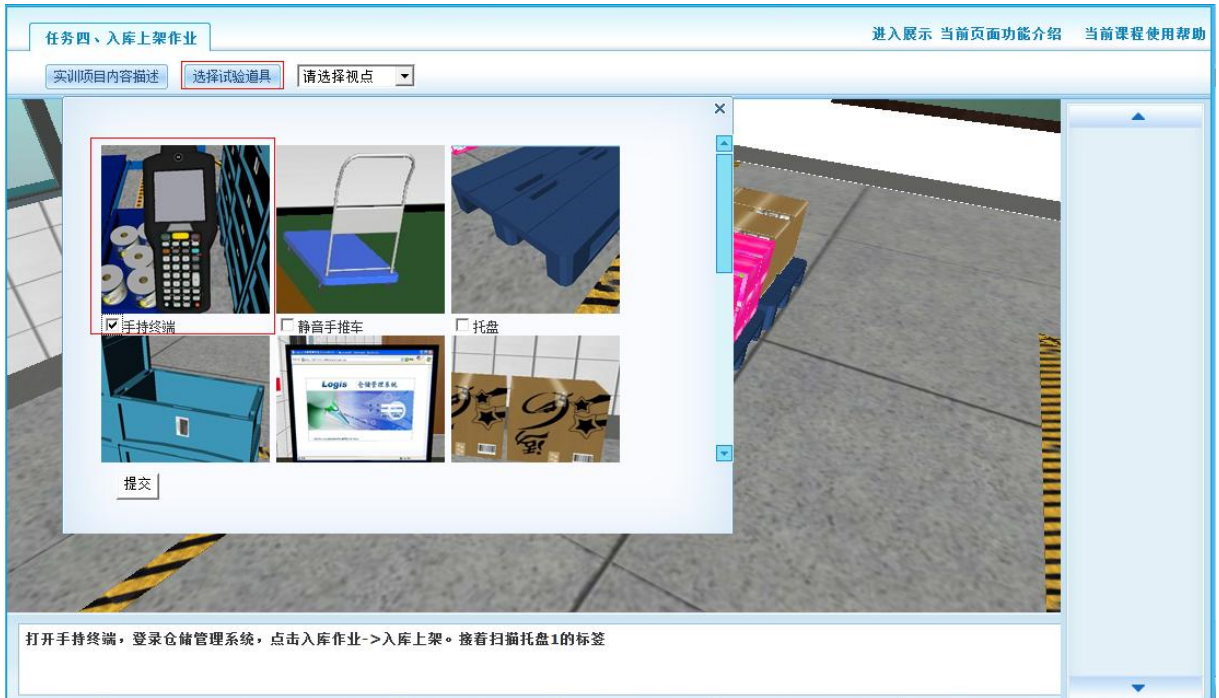 任务四、入库上架作业
进入展示 当前页面功能介绍 当前课程使用帮助
实训项目内容描述 选择试验道具 请选择视点
手持终端 静音手推车 托盘
Logis 仓储管理系统
提交
打开手持终端，登录仓储管理系统，点击入库作业->入库上架。接着扫描托盘1的标签